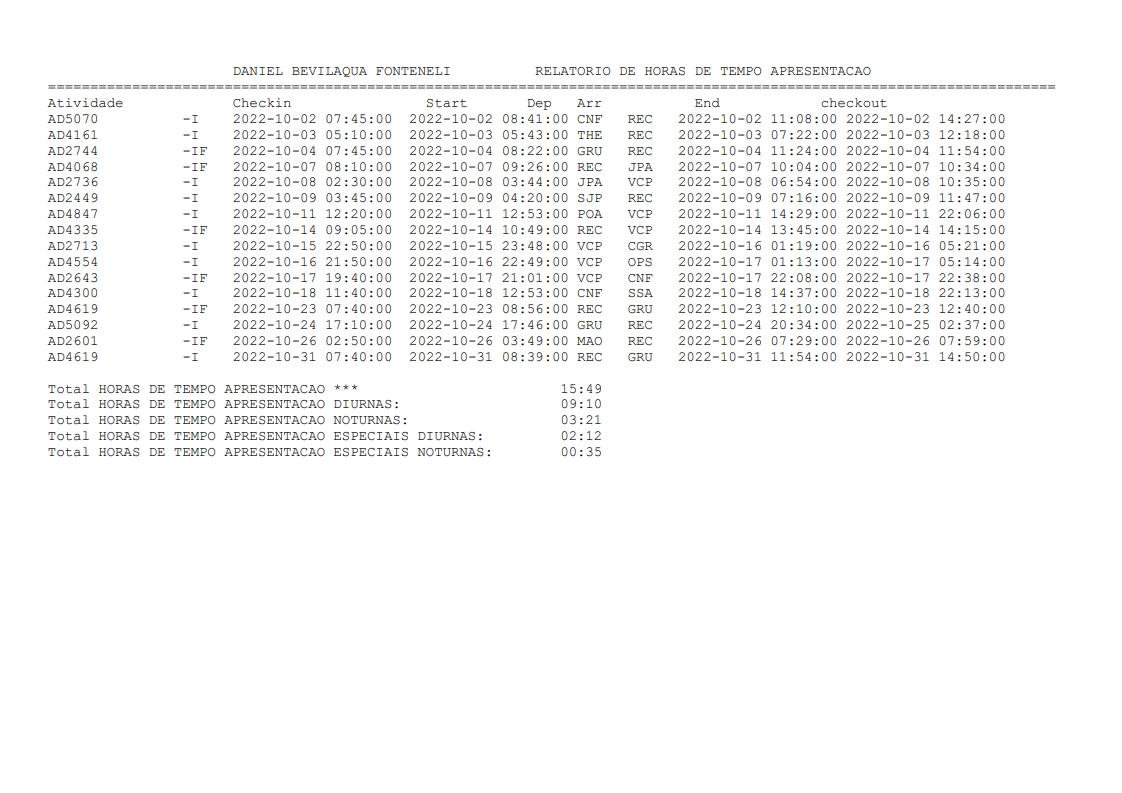 DANIEL BEVILAQUA FONTENELI RELATORIO DE HORAS DE TEMPO APRESENTACAO
========================================================================================================================
Atividade Checkin Start Dep Arr End checkout
AD5070 -I 2022-10-02 07:45:00 2022-10-02 08:41:00 CNF REC 2022-10-02 11:08:00 2022-10-02 14:27:00
AD4161 -I 2022-10-03 05:10:00 2022-10-03 05:43:00 THE REC 2022-10-03 07:22:00 2022-10-03 12:18:00
AD2744 -IF 2022-10-04 07:45:00 2022-10-04 08:22:00 GRU REC 2022-10-04 11:24:00 2022-10-04 11:54:00
AD4068 -IF 2022-10-07 08:10:00 2022-10-07 09:26:00 REC JPA 2022-10-07 10:04:00 2022-10-07 10:34:00
AD2736 -I 2022-10-08 02:30:00 2022-10-08 03:44:00 JPA VCP 2022-10-08 06:54:00 2022-10-08 10:35:00
AD2449 -I 2022-10-09 03:45:00 2022-10-09 04:20:00 SJP REC 2022-10-09 07:16:00 2022-10-09 11:47:00
AD4847 -I 2022-10-11 12:20:00 2022-10-11 12:53:00 POA VCP 2022-10-11 14:29:00 2022-10-11 22:06:00
AD4335 -IF 2022-10-14 09:05:00 2022-10-14 10:49:00 REC VCP 2022-10-14 13:45:00 2022-10-14 14:15:00
AD2713 -I 2022-10-15 22:50:00 2022-10-15 23:48:00 VCP CGR 2022-10-16 01:19:00 2022-10-16 05:21:00
AD4554 -I 2022-10-16 21:50:00 2022-10-16 22:49:00 VCP OPS 2022-10-17 01:13:00 2022-10-17 05:14:00
AD2643 -IF 2022-10-17 19:40:00 2022-10-17 21:01:00 VCP CNF 2022-10-17 22:08:00 2022-10-17 22:38:00
AD4300 -I 2022-10-18 11:40:00 2022-10-18 12:53:00 CNF SSA 2022-10-18 14:37:00 2022-10-18 22:13:00
AD4619 -IF 2022-10-23 07:40:00 2022-10-23 08:56:00 REC GRU 2022-10-23 12:10:00 2022-10-23 12:40:00
AD5092 -I 2022-10-24 17:10:00 2022-10-24 17:46:00 GRU REC 2022-10-24 20:34:00 2022-10-25 02:37:00
AD2601 -IF 2022-10-26 02:50:00 2022-10-26 03:49:00 MAO REC 2022-10-26 07:29:00 2022-10-26 07:59:00
AD4619 -I 2022-10-31 07:40:00 2022-10-31 08:39:00 REC GRU 2022-10-31 11:54:00 2022-10-31 14:50:00
Total HORAS DE TEMPO APRESENTACAO *** 15:49
Total HORAS DE TEMPO APRESENTACAO DIURNAS: 09:10
Total HORAS DE TEMPO APRESENTACAO NOTURNAS: 03:21
Total HORAS DE TEMPO APRESENTACAO ESPECIAIS DIURNAS: 02:12
Total HORAS DE TEMPO APRESENTACAO ESPECIAIS NOTURNAS: 00:35